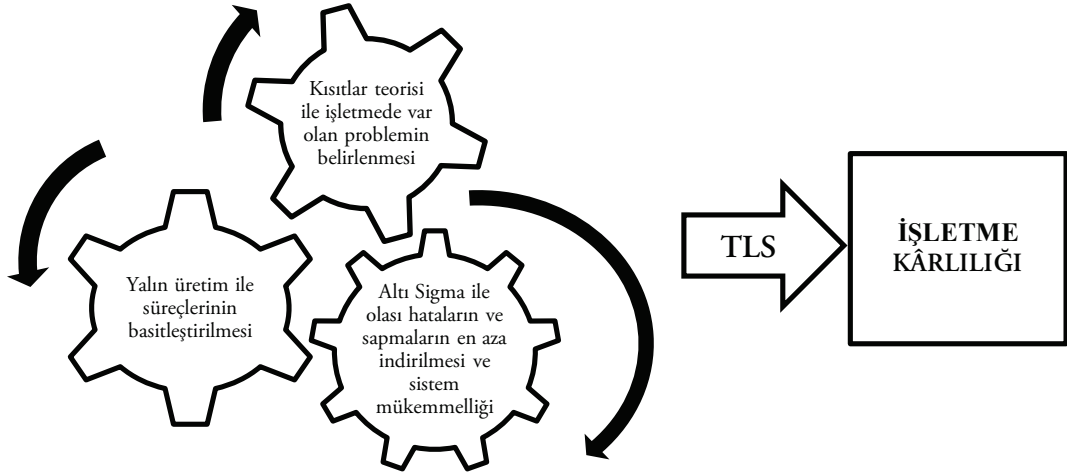 Kısıtlar teorisi
ile işletmede var
olan problemin
belirlenmesi
Yalın üretim ile
süreçlerinin
basitleştirilmesi
Altı Sigma ile
olası hataların ve
sapmaların en aza
indirilmesi ve
sistem
mükemmelliği
TLS
İŞLETME
KÂRLILIĞI